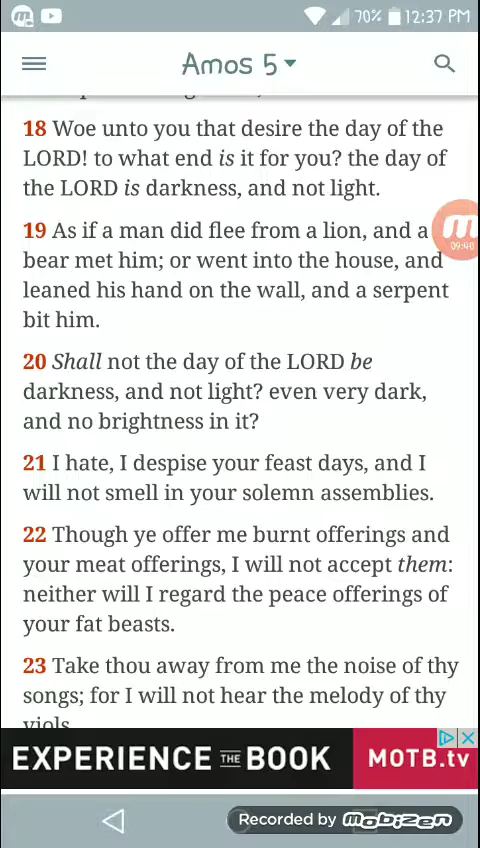 70% 12:37 PM
Amos 5
18 Woe unto you that desire the day of the
LORD! to what end is it for you? the day of
the LORD is darkness, and not light.
19 As if a man did flee from a lion, and a
bear met him; or went into the house, and
leaned his hand on the wall, and a serpent
bit him.
09:40
20 Shall not the day of the LORD be
darkness, and not light? even very dark,
and no brightness in it?
21 I hate, I despise your feast days, and I
will not smell in your solemn assemblies.
22 Though ye offer me burnt offerings and
your meat offerings, I will not accept them:
neither will I regard the peace offerings of
your fat beasts.
23 Take thou away from me the noise of thy
songs; for I will not hear the melody of thy
viols
EXPERIENCE THE BOOK MOTB.tv
Recorded by mobizen